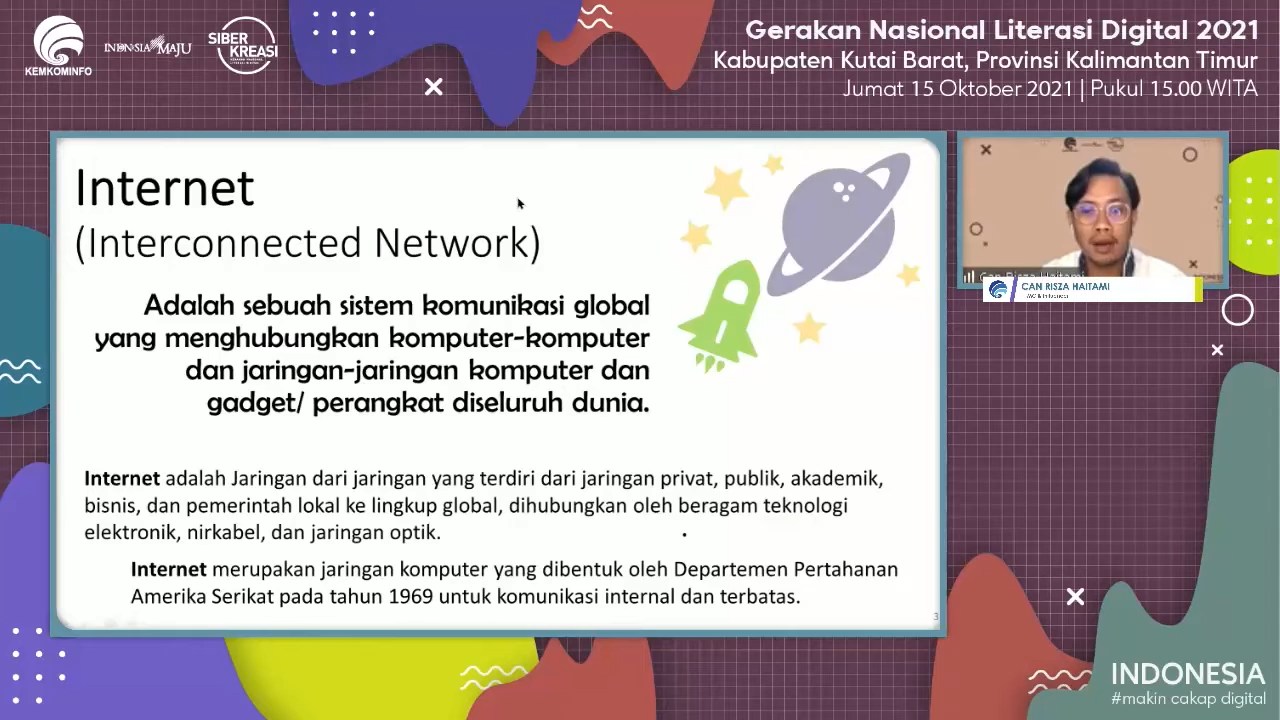 KEMKOMINFO
INDONESIA MAJU
SIBER
KREASI
Gerakan Nasional Literasi Digital 2021
Kabupaten Kutai Barat, Provinsi Kalimantan Timur
Jumat 15 Oktober 2021 | Pukul 15.00 WITA
Internet
(Interconnected Network)
Adalah sebuah sistem komunikasi global
yang menghubungkan komputer-komputer
dan jaringan-jaringan komputer dan
gadget/ perangkat diseluruh dunia.
Internet adalah Jaringan dari jaringan yang terdiri dari jaringan privat, publik, akademik,
bisnis, dan pemerintah lokal ke lingkup global, dihubungkan oleh beragam teknologi
elektronik, nirkabel, dan jaringan optik.
Internet merupakan jaringan komputer yang dibentuk oleh Departemen Pertahanan
Amerika Serikat pada tahun 1969 untuk komunikasi internal dan terbatas.
3
Can Risza Haitami
CAN RISZA HAITAMI
INDONESIA
#makin cakap digital